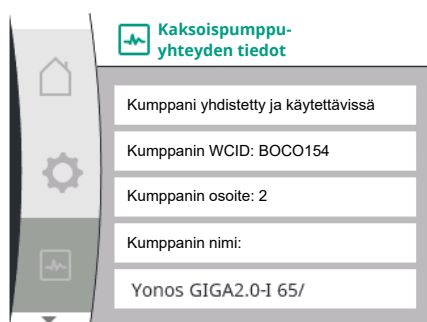 Kaksoispumppu-
yhteyden tiedot
Kumppani yhdistetty ja käytettävissä
Kumppanin WCID: BOCO154
Kumppanin osoite: 2
Kumppanin nimi:
Yonos GIGA2.0-I 65/